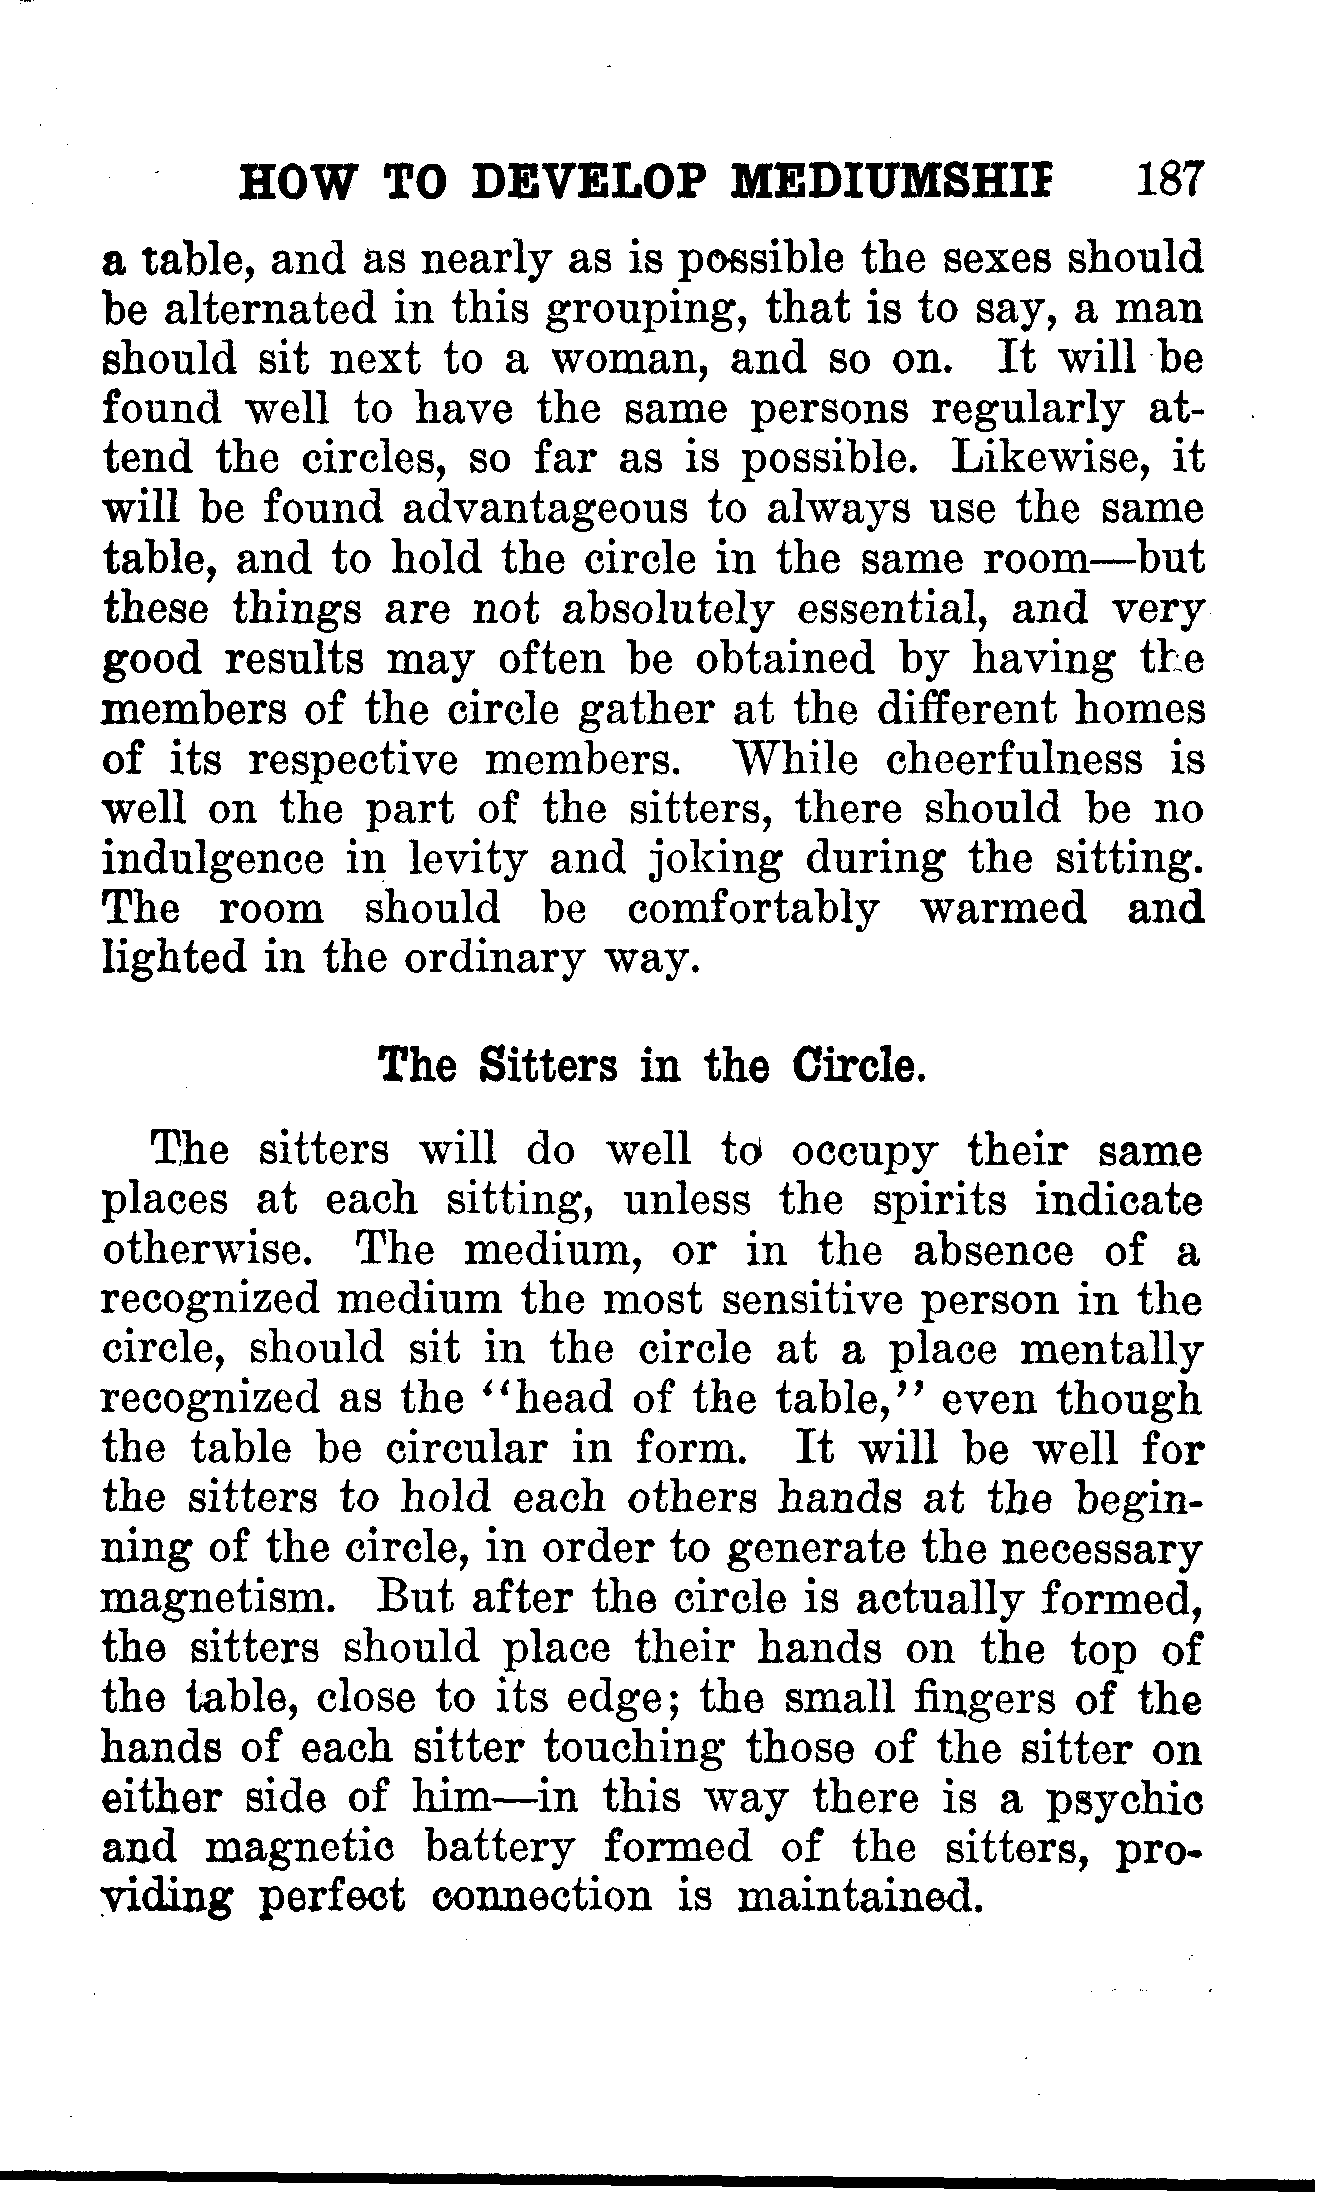 HOW TO DEVELOP MEDIUMSHIP 187
a table, and as nearly as is possible the sexes should
be alternated in this grouping, that is to say, a man
should sit next to a woman, and so on. It will be
found well to have the same persons regularly at-
tend the circles, so far as is possible. Likewise, it
will be found advantageous to always use the same
table, and to hold the circle in the same room—but
these things are not absolutely essential, and very
good results may often be obtained by having the
members of the circle gather at the different homes
of its respective members. While cheerfulness is
well on the part of the sitters, there should be no
indulgence in levity and joking during the sitting.
The room should be comfortably warmed and
lighted in the ordinary way.
The Sitters in the Circle.
The sitters will do well to occupy their same
places at each sitting, unless the spirits indicate
otherwise. The medium, or in the absence of a
recognized medium the most sensitive person in the
circle, should sit in the circle at a place mentally
recognized as the "head of the table," even though
the table be circular in form. It will be well for
the sitters to hold each others hands at the begin-
ning of the circle, in order to generate the necessary
magnetism. But after the circle is actually formed,
the sitters should place their hands on the top of
the table, close to its edge; the small fingers of the
hands of each sitter touching those of the sitter on
either side of him—in this way there is a psychic
and magnetic battery formed of the sitters, pro-
viding perfect connection is maintained.